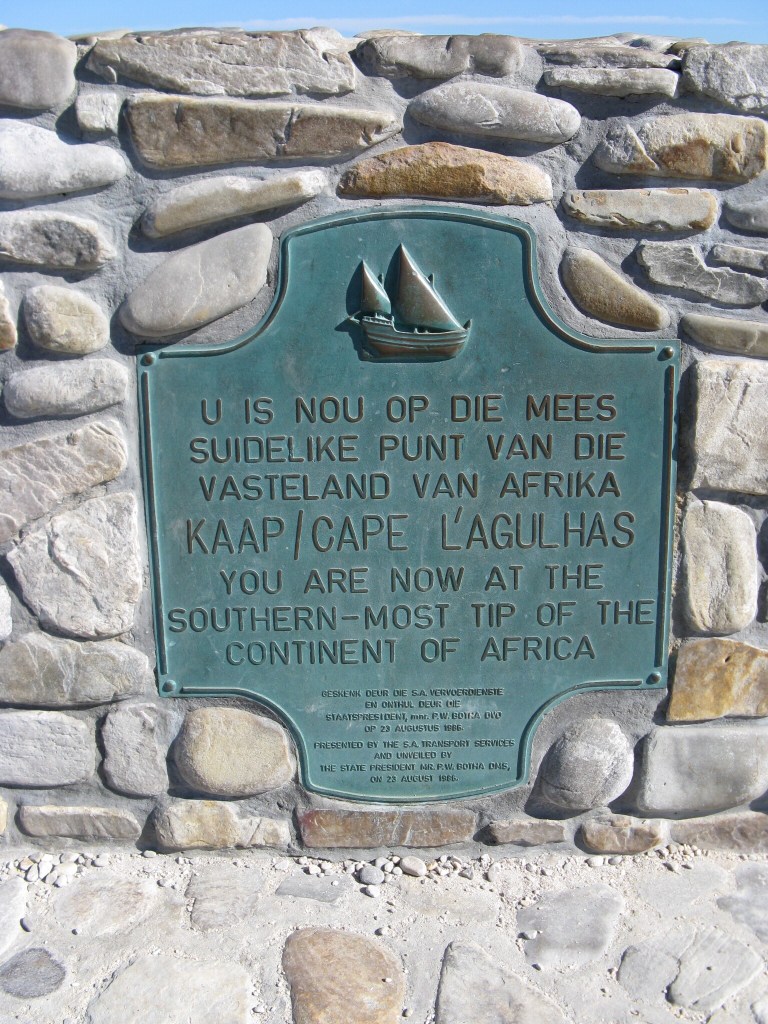 U IS NOU OP DIE MEES
SUIDELIKE PUNT VAN DIE
VASTELAND VAN AFRIKA
KAAP/CAPE L'AGULHAS
YOU ARE NOW AT THE
SOUTHERN-MOST TIP OF THE
CONTINENT OF AFRICA
GESKENK DEUR DIE S.A. VERVOERDIENSTE
EN ONTHUL DEUR DIE
STAATSPRESIDENT, mnr. P.W. BOTHA DVD
OP 23 AUGUSTUS 1986.
PRESENTED BY THE S.A. TRANSPORT SERVICES
AND UNVEILED BY
THE STATE PRESIDENT MR. P.W. BOTHA DMS,
ON 23 AUGUST 1986.